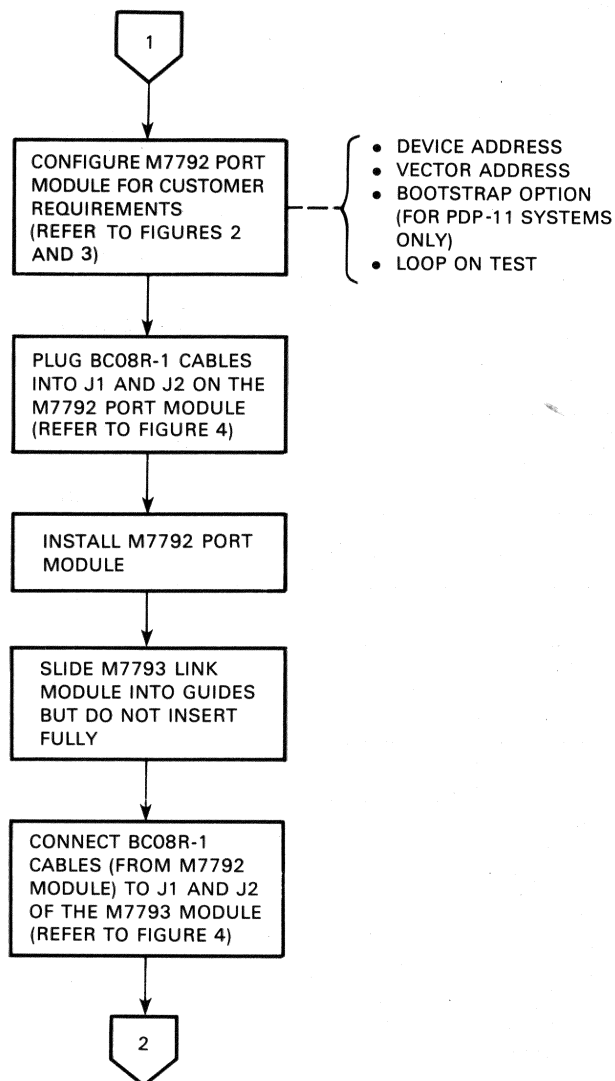 1
CONFIGURE M7792 PORT
MODULE FOR CUSTOMER
REQUIREMENTS
(REFER TO FIGURES 2
AND 3)
• DEVICE ADDRESS
• VECTOR ADDRESS
• BOOTSTRAP OPTION
(FOR PDP-11 SYSTEMS
ONLY)
• LOOP ON TEST
PLUG BC08R-1 CABLES
INTO J1 AND J2 ON THE
M7792 PORT MODULE
(REFER TO FIGURE 4)
INSTALL M7792 PORT
MODULE
SLIDE M7793 LINK
MODULE INTO GUIDES
BUT DO NOT INSERT
FULLY
CONNECT BC08R-1
CABLES (FROM M7792
MODULE) TO J1 AND J2
OF THE M7793 MODULE
(REFER TO FIGURE 4)
2